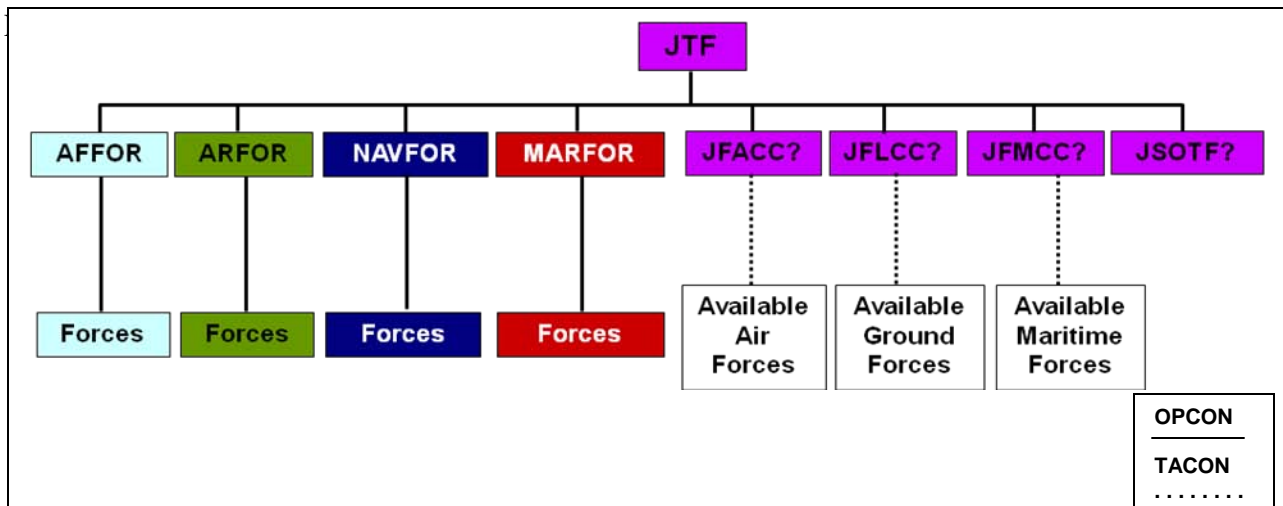 JTF
AFFOR
ARFOR
NAVFOR
MARFOR
JFACC?
JFLCC?
JFMCC?
JSOTF?
Forces
Forces
Forces
Forces
Available
Air
Forces
Available
Ground
Forces
Available
Maritime
Forces
OPCON
TACON